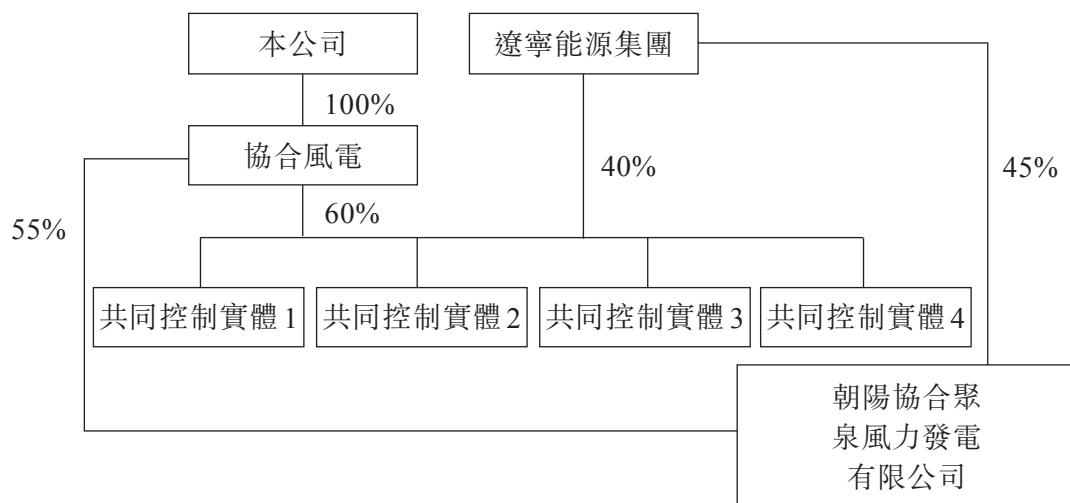 本公司
遼寧能源集團
100%
協合風電
40%
45%
60%
55%
共同控制實體1
共同控制實體2
共同控制實體3
共同控制實體4
朝陽協合聚
泉風力發電
有限公司